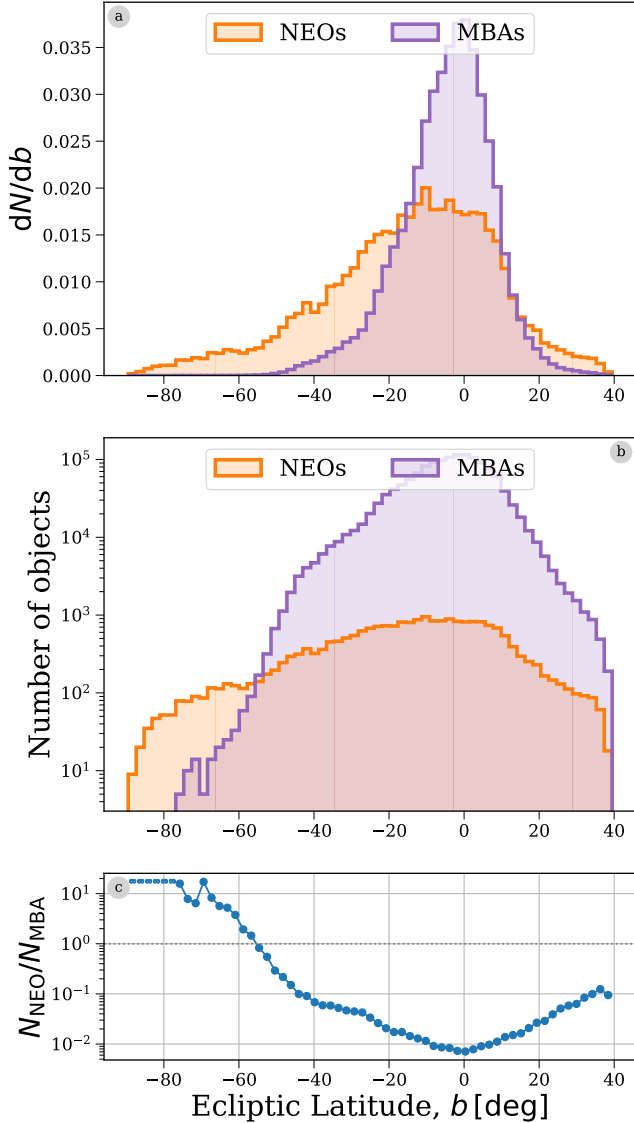 a
NEOs MBAs
0.035
0.030
0.025
0.020
0.015
0.010
0.005
0.000
dN/db
−80 −60 −40 −20 0 20 40
b
NEOs MBAs
10⁵
10⁴
10³
10²
10¹
Number of objects
−80 −60 −40 −20 0 20 40
c
10¹
10⁰
10⁻¹
10⁻²
N_NEO/N_MBA
−80 −60 −40 −20 0 20 40
Ecliptic Latitude, b [deg]